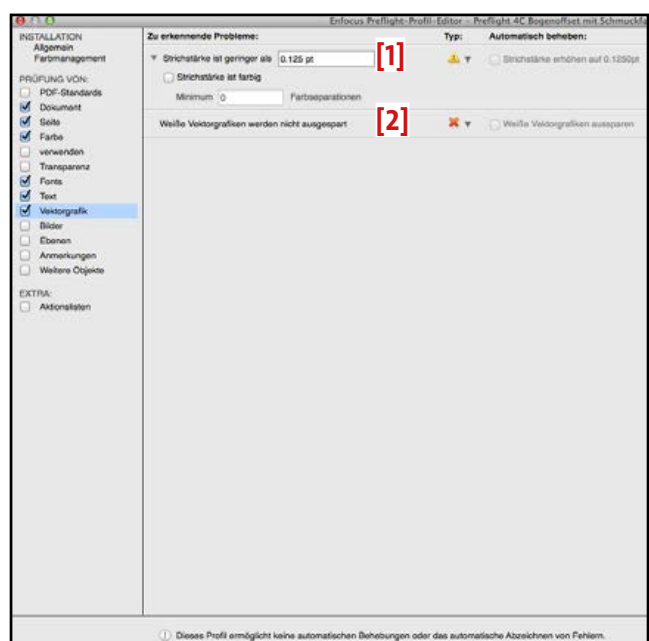 Enfocus Preflight-Profil-Editor – Preflight 4C Bogenoffset mit Schmuckfa
INSTALLATION
Allgemein
Farbmanagement
PRÜFUNG VON:
PDF-Standards
Dokument
Seite
Farbe
verwenden
Transparenz
Fonts
Text
Vektorgrafik
Bilder
Ebenen
Anmerkungen
Weitere Objekte
EXTRA:
Aktionslisten
Zu erkennende Probleme: Typ: Automatisch beheben:
Strichstärke ist geringer als 0.125 pt [1] Strichstärke erhöhen auf 0.1250pt
Strichstärke ist farbig
Minimum 0 Farbseparationen
Weiße Vektorgrafiken werden nicht ausgespart [2] Weiße Vektorgrafiken aussparen
Dieses Profil ermöglicht keine automatischen Behebungen oder das automatische Abzeichnen von Fehlern.